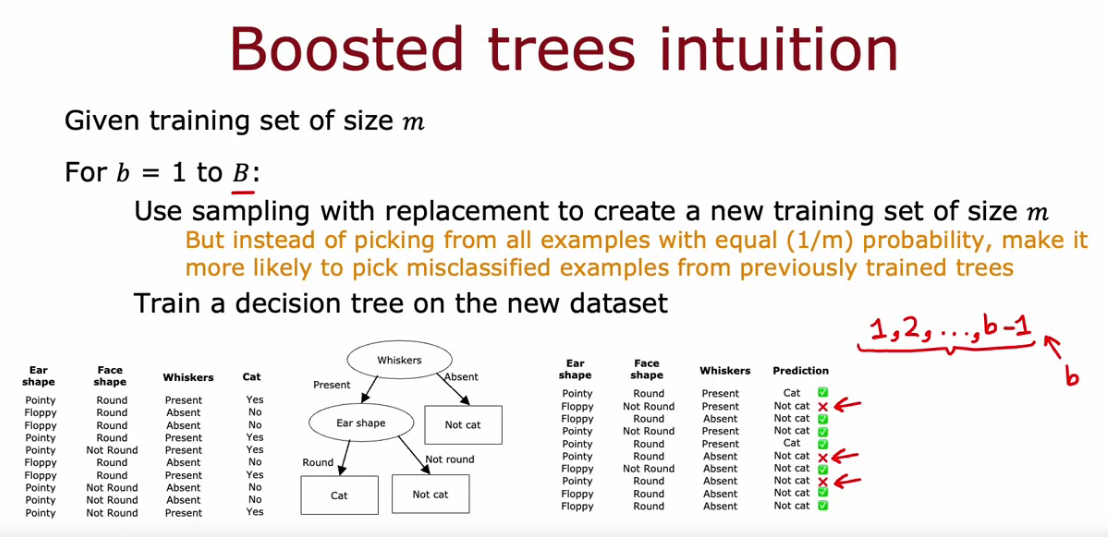 Boosted trees intuition
Given training set of size m
For b = 1 to B:
Use sampling with replacement to create a new training set of size m
But instead of picking from all examples with equal (1/m) probability, make it
more likely to pick misclassified examples from previously trained trees
Train a decision tree on the new dataset
1,2,...,b-1
b
Ear shape Face shape Whiskers Cat
Pointy Round Present Yes
Floppy Round Absent No
Floppy Round Absent No
Pointy Round Present Yes
Pointy Not Round Present Yes
Floppy Round Absent No
Floppy Round Present Yes
Pointy Not Round Absent No
Pointy Not Round Absent No
Pointy Not Round Present Yes
Whiskers
Present
Absent
Ear shape
Not cat
Round
Not round
Cat
Not cat
Ear shape Face shape Whiskers Prediction
Pointy Round Present Cat ✅
Floppy Not Round Present Not cat ❌
Floppy Round Absent Not cat ✅
Pointy Not Round Present Not cat ✅
Pointy Round Present Cat ✅
Pointy Round Absent Not cat ❌
Floppy Not Round Absent Not cat ✅
Pointy Round Absent Not cat ❌
Floppy Round Absent Not cat ✅
Floppy Round Absent Not cat ✅